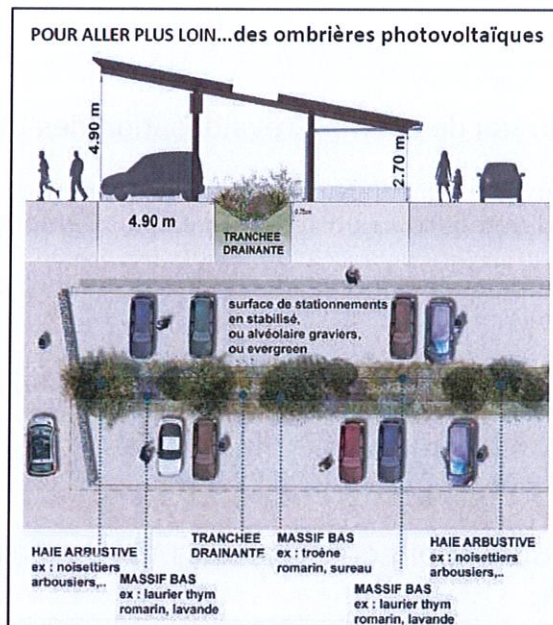 POUR ALLER PLUS LOIN...des ombrières photovoltaïques
4.90 m
2.70 m
4.90 m
0.75cm
TRANCHEE
DRAINANTE
surface de stationnements
en stabilisé,
ou alvéolaire graviers,
ou evergreen
HAIE ARBUSTIVE
ex : noisettiers
arbousiers,..
MASSIF BAS
ex : laurier thym
romarin, lavande
TRANCHEE
DRAINANTE
MASSIF BAS
ex : troène
romarin, sureau
MASSIF BAS
ex : laurier thym
romarin, lavande
HAIE ARBUSTIVE
ex : noisettiers
arbousiers,..